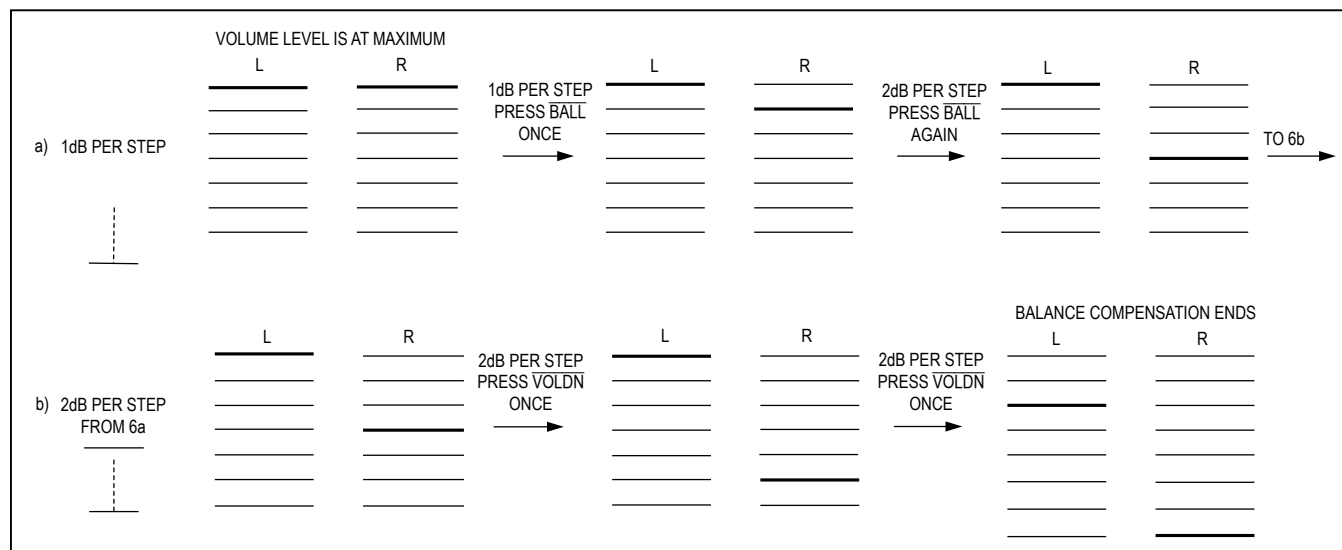 VOLUME LEVEL IS AT MAXIMUM
L R
L R
L R
a) 1dB PER STEP
1dB PER STEP
PRESS BALL
ONCE
2dB PER STEP
PRESS BALL
AGAIN
TO 6b
BALANCE COMPENSATION ENDS
L R
L R
L R
b) 2dB PER STEP
FROM 6a
2dB PER STEP
PRESS VOLDN
ONCE
2dB PER STEP
PRESS VOLDN
ONCE